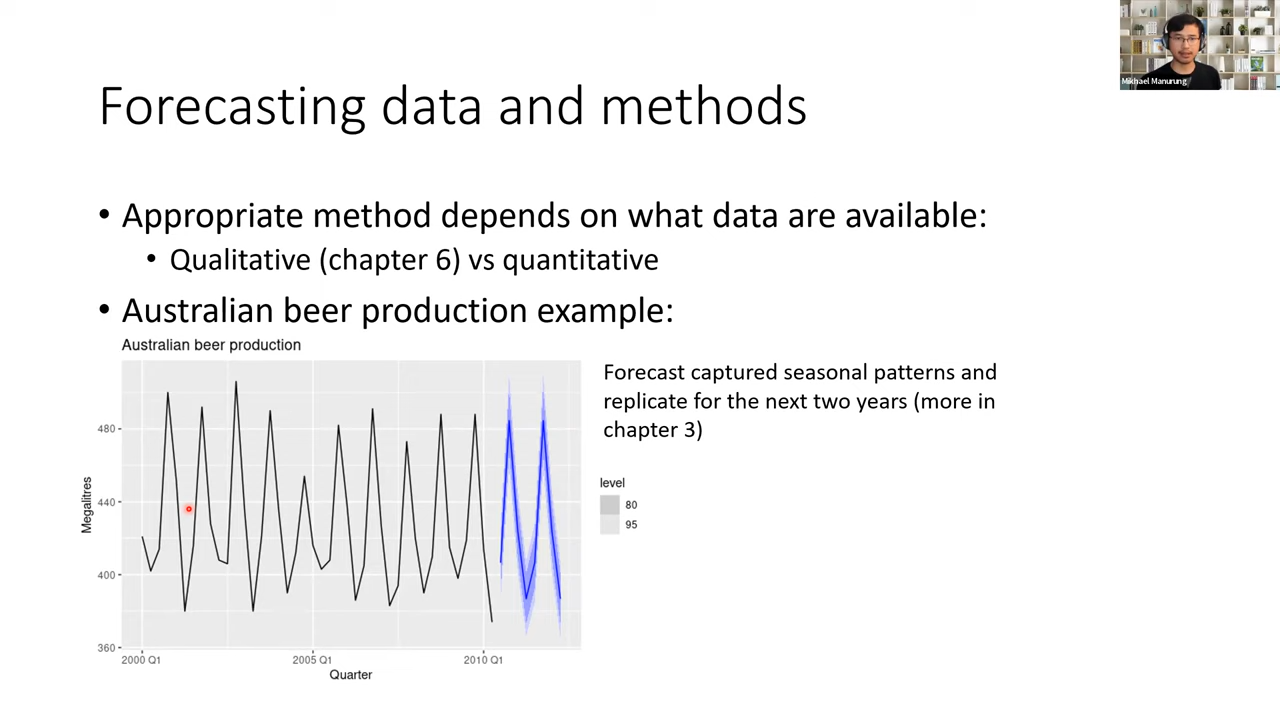 Mikhael Manurung
Forecasting data and methods
• Appropriate method depends on what data are available:
• Qualitative (chapter 6) vs quantitative
• Australian beer production example:
Australian beer production
Forecast captured seasonal patterns and
replicate for the next two years (more in
chapter 3)
480
440
400
360
Megalitres
2000 Q1
2005 Q1
2010 Q1
Quarter
level
80
95